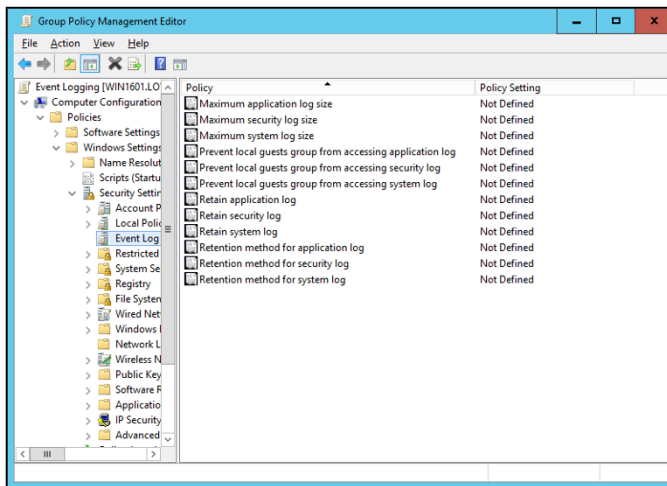 Group Policy Management Editor
File Action View Help
Event Logging [WIN1601.LO
Computer Configuration
Policies
Software Settings
Windows Settings
Name Resolut
Scripts (Startu
Security Settin
Account P
Local Polic
Event Log
Restricted
System Se
Registry
File System
Wired Net
Windows
Network L
Wireless N
Public Key
Software R
Applicatio
IP Security
Advanced
Policy Policy Setting
Maximum application log size Not Defined
Maximum security log size Not Defined
Maximum system log size Not Defined
Prevent local guests group from accessing application log Not Defined
Prevent local guests group from accessing security log Not Defined
Prevent local guests group from accessing system log Not Defined
Retain application log Not Defined
Retain security log Not Defined
Retain system log Not Defined
Retention method for application log Not Defined
Retention method for security log Not Defined
Retention method for system log Not Defined